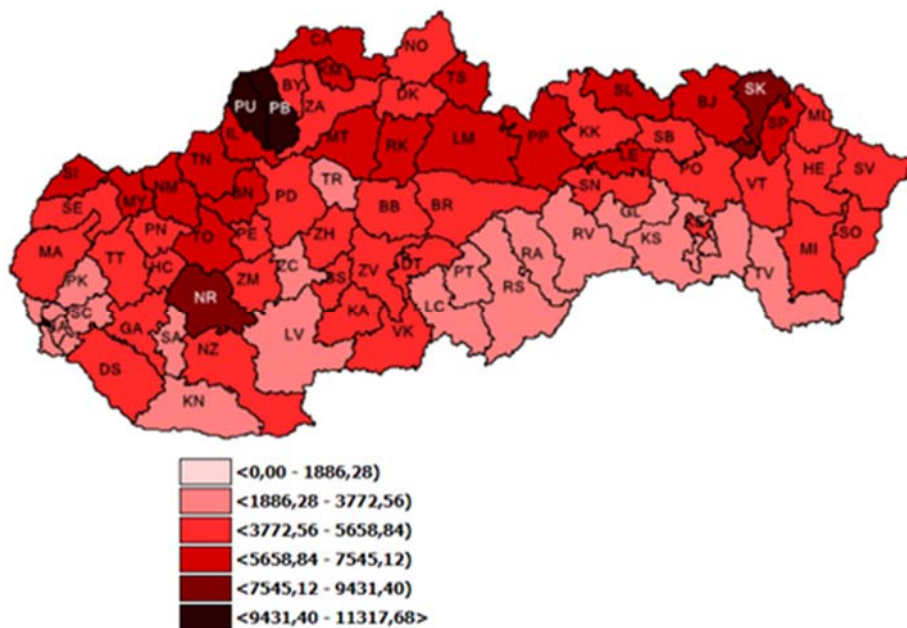 CA
NO
KM
TS
BY
DK
SL
SK
PU
PB
ZA
BJ
SP
ML
IL
MT
RK
LM
PP
KK
SB
TN
LE
PO
HE
SV
SI
NM
MY
BN
TR
PD
SN
VT
SE
BB
BR
GL
PN
TO
PE
ZH
RA
RV
KS
KE
SO
MA
TT
HC
ZM
ZC
ZV
DT
PT
MI
TV
PK
NR
BS
RS
SC
GA
SA
KA
LC
LV
VK
NZ
DS
KN
<0,00 - 1886,28)
<1886,28 - 3772,56)
<3772,56 - 5658,84)
<5658,84 - 7545,12)
<7545,12 - 9431,40)
<9431,40 - 11317,68>